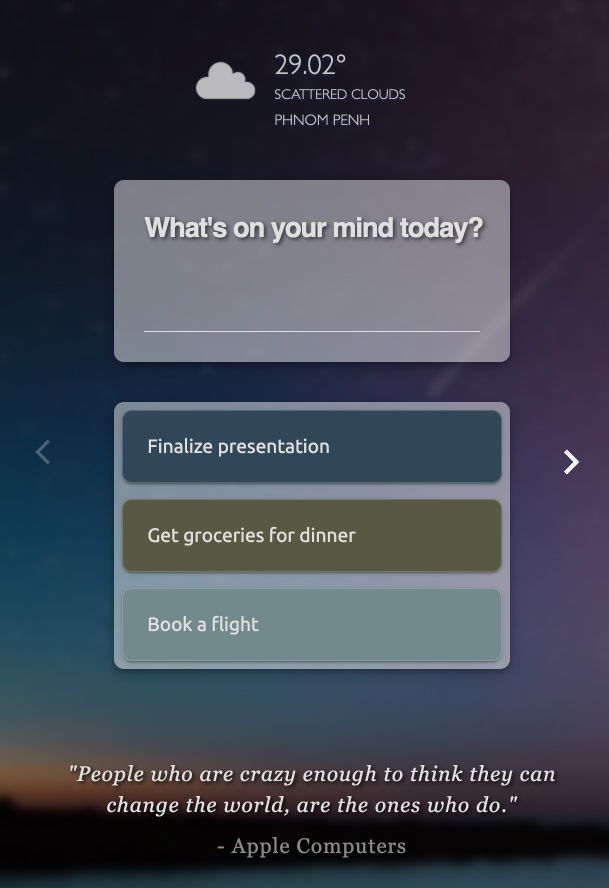 29.02°
SCATTERED CLOUDS
PHNOM PENH
What's on your mind today?
Finalize presentation
Get groceries for dinner
Book a flight
"People who are crazy enough to think they can
change the world, are the ones who do."
- Apple Computers